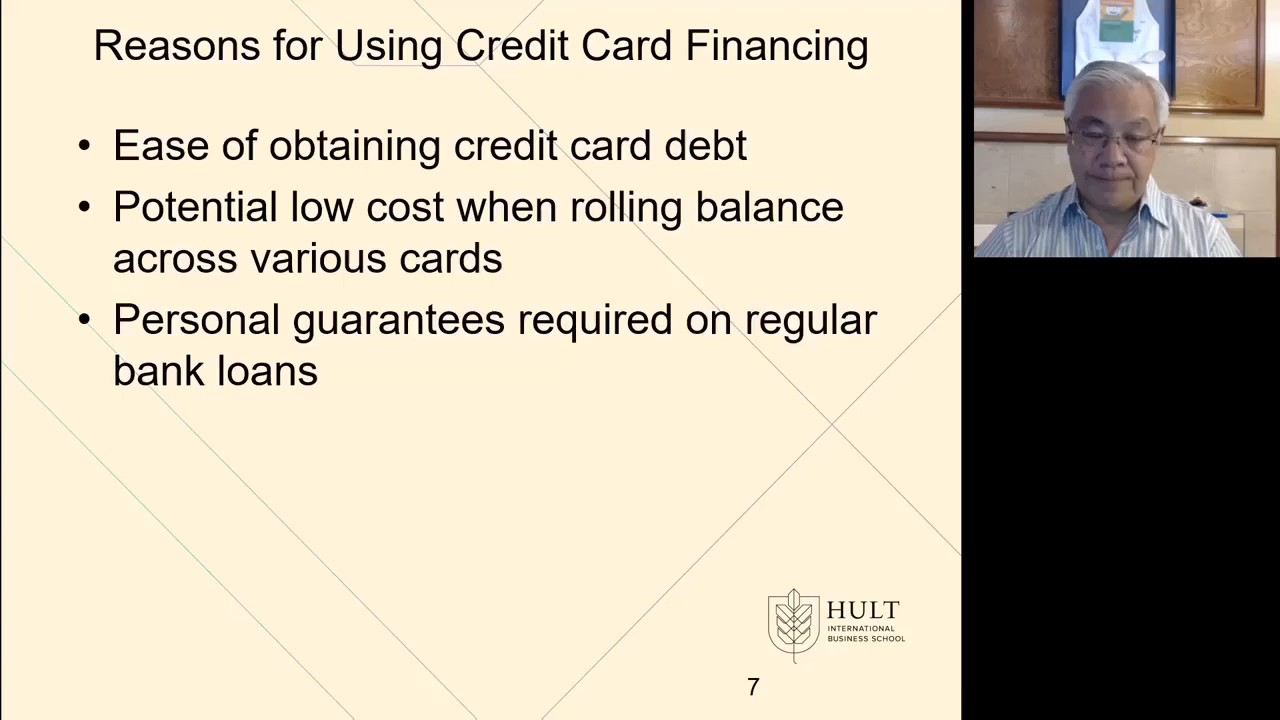 Reasons for Using Credit Card Financing
• Ease of obtaining credit card debt
• Potential low cost when rolling balance
across various cards
• Personal guarantees required on regular
bank loans
HULT
INTERNATIONAL
BUSINESS SCHOOL
7